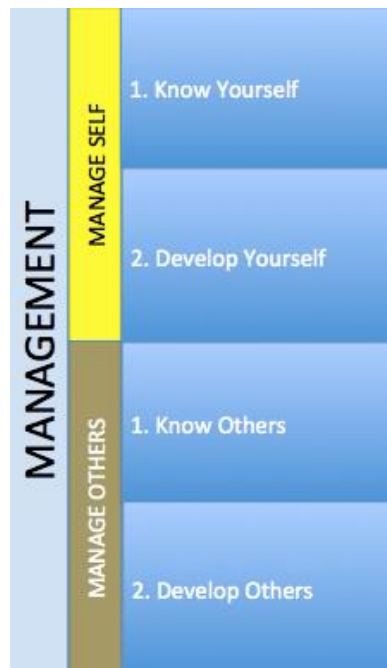 MANAGEMENT
MANAGE SELF
1. Know Yourself
2. Develop Yourself
MANAGE OTHERS
1. Know Others
2. Develop Others